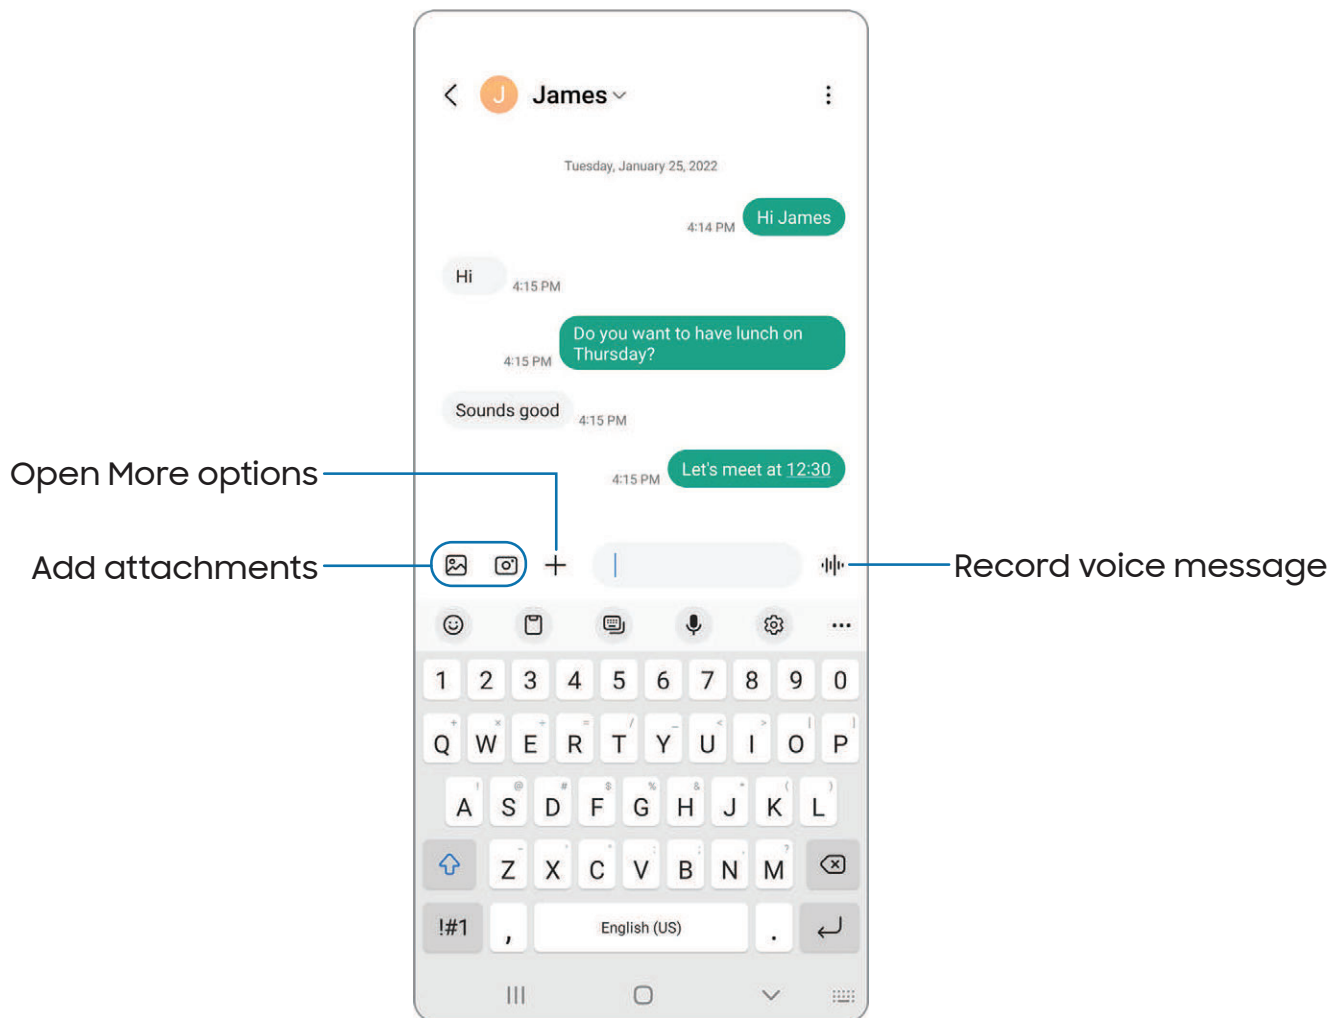 J James
Tuesday, January 25, 2022
4:14 PM Hi James
Hi 4:15 PM
Do you want to have lunch on
4:15 PM Thursday?
Sounds good 4:15 PM
Open More options
4:15 PM Let's meet at 12:30
Add attachments
Record voice message
1 2 3 4 5 6 7 8 9 0
+ × ÷ = / _ < > [ ]
Q W E R T Y U I O P
! @ # $ % & * ( )
A S D F G H J K L
- ' " : ; , ?
Z X C V B N M
!#1 , English (US) .